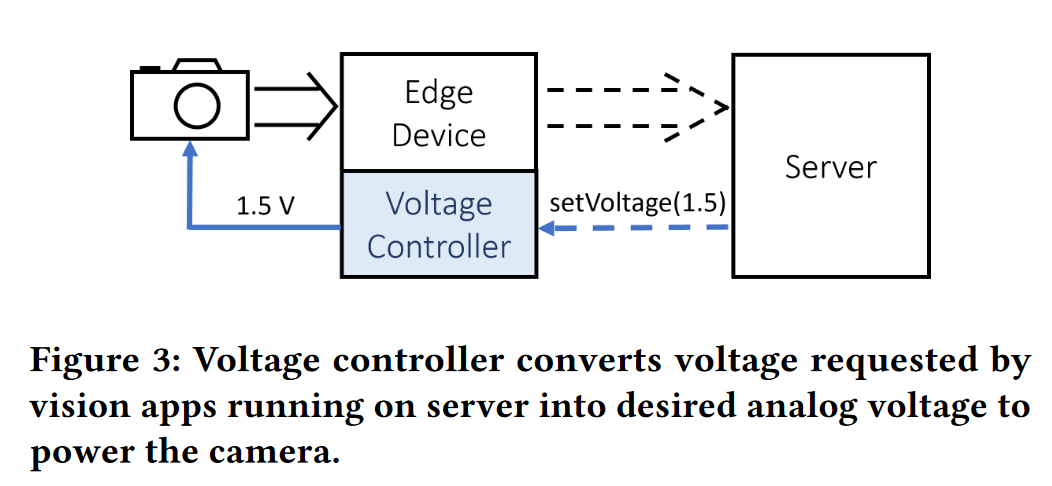 Edge
Device
Server
Voltage
Controller
1.5 V
setVoltage(1.5)
Figure 3: Voltage controller converts voltage requested by
vision apps running on server into desired analog voltage to
power the camera.